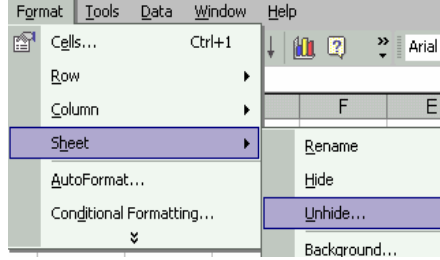 Format Tools Data Window Help
Cells... Ctrl+1
» Arial
Row
Column
F E
Sheet
Rename
AutoFormat...
Hide
Conditional Formatting...
Unhide...
Background...